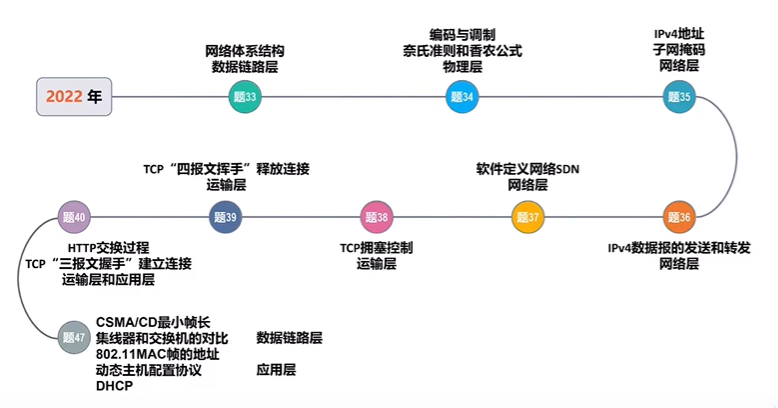 2022 年
网络体系结构
数据链路层
题33
编码与调制
奈氏准则和香农公式
物理层
题34
IPv4地址
子网掩码
网络层
题35
题36
IPv4数据报的发送和转发
网络层
软件定义网络SDN
网络层
题37
题38
TCP拥塞控制
运输层
TCP“四报文挥手”释放连接
运输层
题39
题40
HTTP交换过程
TCP“三报文握手”建立连接
运输层和应用层
题47
CSMA/CD最小帧长
集线器和交换机的对比
802.11MAC帧的地址
数据链路层
动态主机配置协议
DHCP
应用层